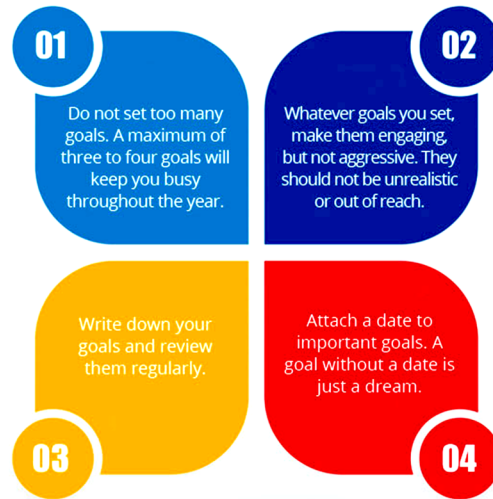 01
Do not set too many
goals. A maximum of
three to four goals will
keep you busy
throughout the year.
02
Whatever goals you set,
make them engaging,
but not aggressive. They
should not be unrealistic
or out of reach.
Write down your
goals and review
them regularly.
03
Attach a date to
important goals. A
goal without a date is
just a dream.
04